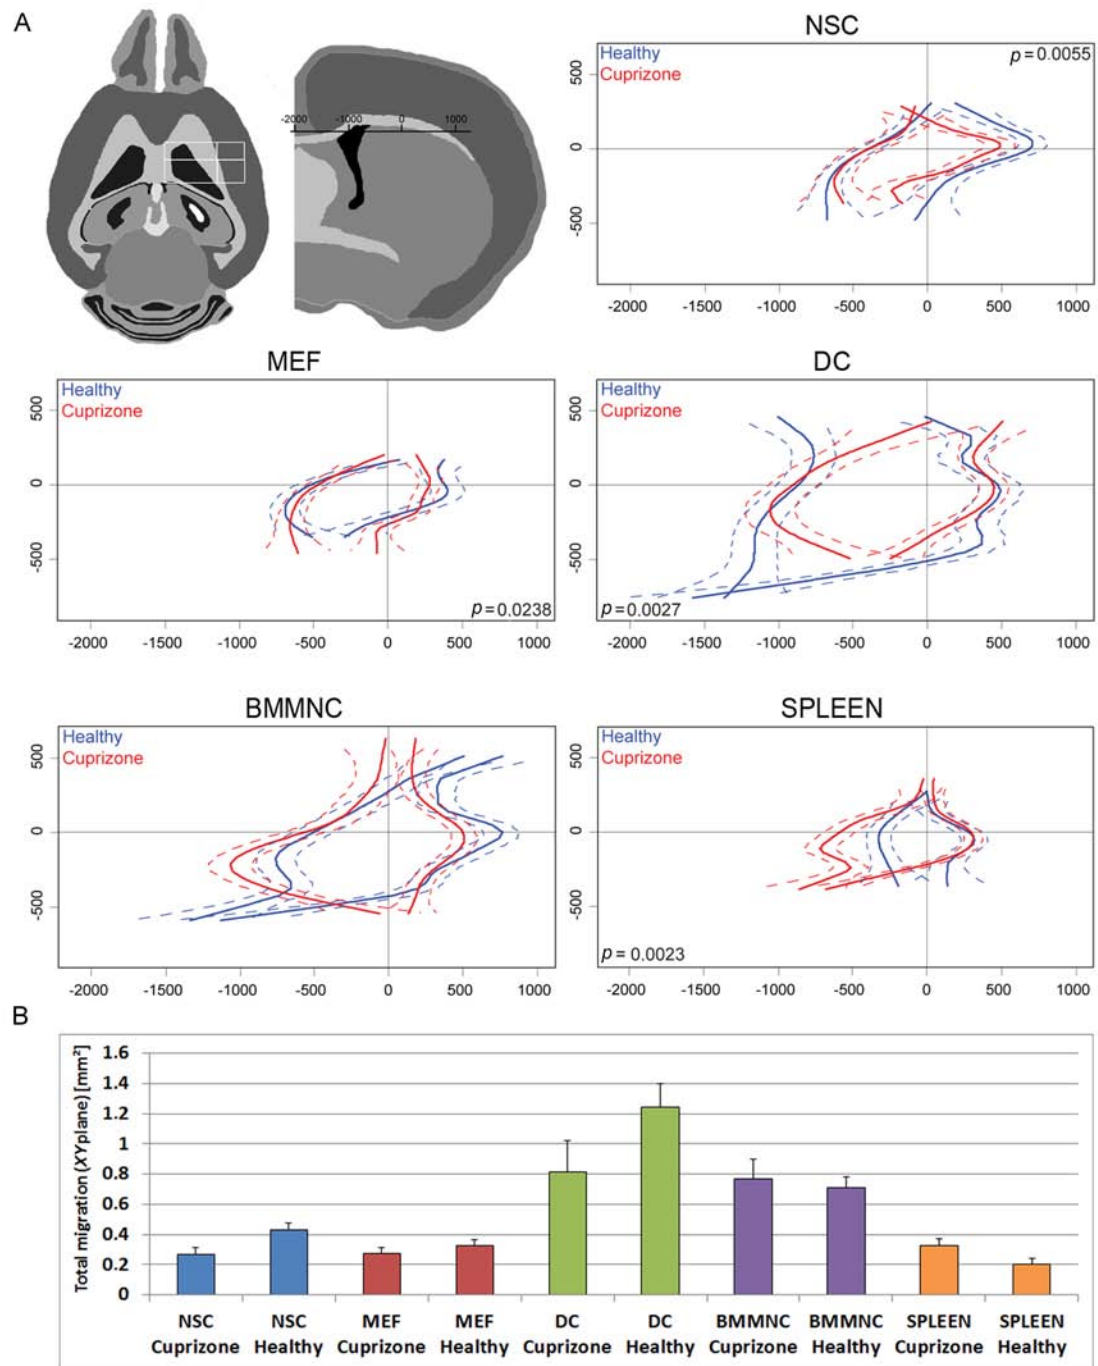 A
-2000 -1000 0 1000
NSC
Healthy
Cuprizone
p=0.0055
500
0
-500
-2000 -1500 -1000 -500 0 500 1000
MEF
Healthy
Cuprizone
500
0
-500
p=0.0238
-2000 -1500 -1000 -500 0 500 1000
DC
Healthy
Cuprizone
500
0
-500
p=0.0027
-2000 -1500 -1000 -500 0 500 1000
BMMNC
Healthy
Cuprizone
500
0
-500
-2000 -1500 -1000 -500 0 500 1000
SPLEEN
Healthy
Cuprizone
500
0
-500
p= 0.0023
-2000 -1500 -1000 -500 0 500 1000
B
Total migration (XYplane) [mm²]
1.6
1.4
1.2
1
0.8
0.6
0.4
0.2
0
NSC NSC MEF MEF DC DC BMMNC BMMNC SPLEEN SPLEEN
Cuprizone Healthy Cuprizone Healthy Cuprizone Healthy Cuprizone Healthy Cuprizone Healthy